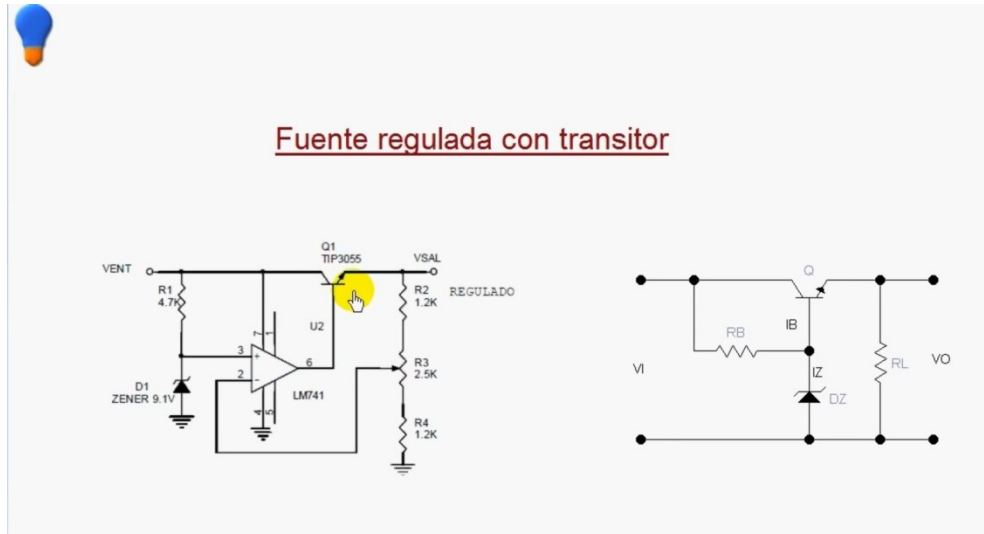 Fuente regulada con transitor
Q1
TIP3055
VENT
VSAL
R1
4.7K
R2
1.2K
REGULADO
U2
7
1
3
+
2
-
6
R3
2.5K
D1
ZENER 9.1V
LM741
4
5
R4
1.2K
Q
IB
RB
VI
IZ
DZ
RL
VO